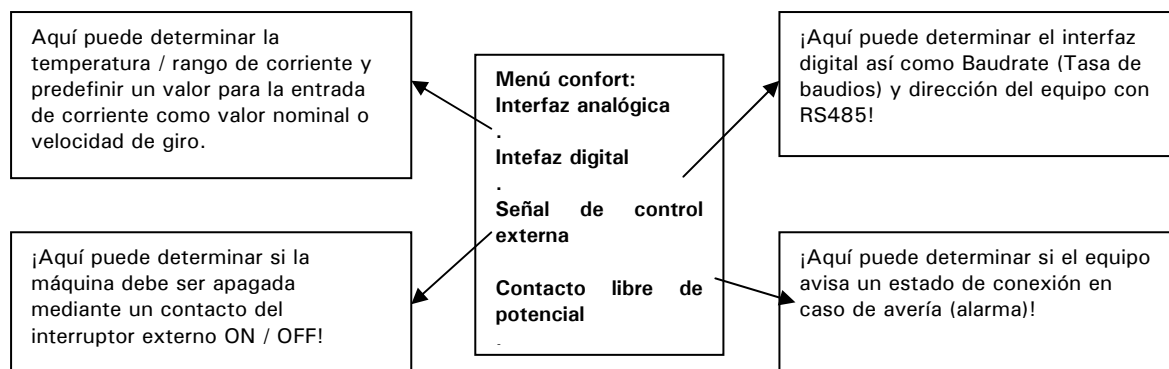 Aquí puede determinar la
temperatura / rango de corriente y
predefinir un valor para la entrada
de corriente como valor nominal o
velocidad de giro.
¡Aquí puede determinar si la
máquina debe ser apagada
mediante un contacto del
interruptor externo ON / OFF!
Menú confort:
Interfaz analógica
.
Intefaz digital
.
Señal de control
externa
Contacto libre de
potencial
.
¡Aquí puede determinar el interfaz
digital así como Baudrate (Tasa de
baudios) y dirección del equipo con
RS485!
¡Aquí puede determinar si el equipo
avisa un estado de conexión en
caso de avería (alarma)!